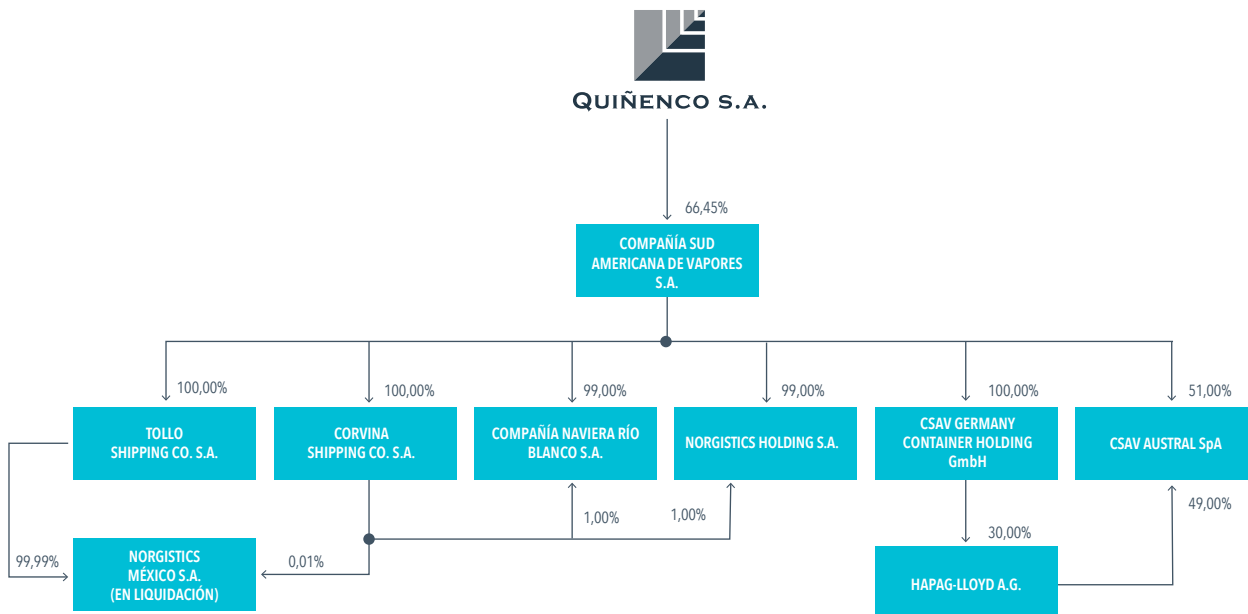 QUIÑENCO S.A.
66,45%
COMPAÑÍA SUD
AMERICANA DE VAPORES
S.A.
100,00%
100,00%
99,00%
99,00%
100,00%
51,00%
TOLLO
SHIPPING CO. S.A.
CORVINA
SHIPPING CO. S.A.
COMPAÑÍA NAVIERA RÍO
BLANCO S.A.
NORGISTICS HOLDING S.A.
CSAV GERMANY
CONTAINER HOLDING
GmbH
CSAV AUSTRAL SpA
1,00%
1,00%
49,00%
99,99%
0,01%
30,00%
NORGISTICS
MÉXICO S.A.
(EN LIQUIDACIÓN)
HAPAG-LLOYD A.G.